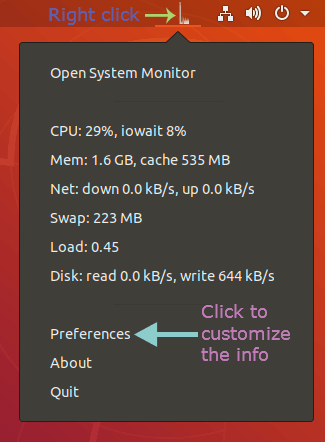 Right click
Open System Monitor
CPU: 29%, iowait 8%
Mem: 1.6 GB, cache 535 MB
Net: down 0.0 kB/s, up 0.0 kB/s
Swap: 223 MB
Load: 0.45
Disk: read 0.0 kB/s, write 644 kB/s
Preferences
Click to
customize
the info
About
Quit